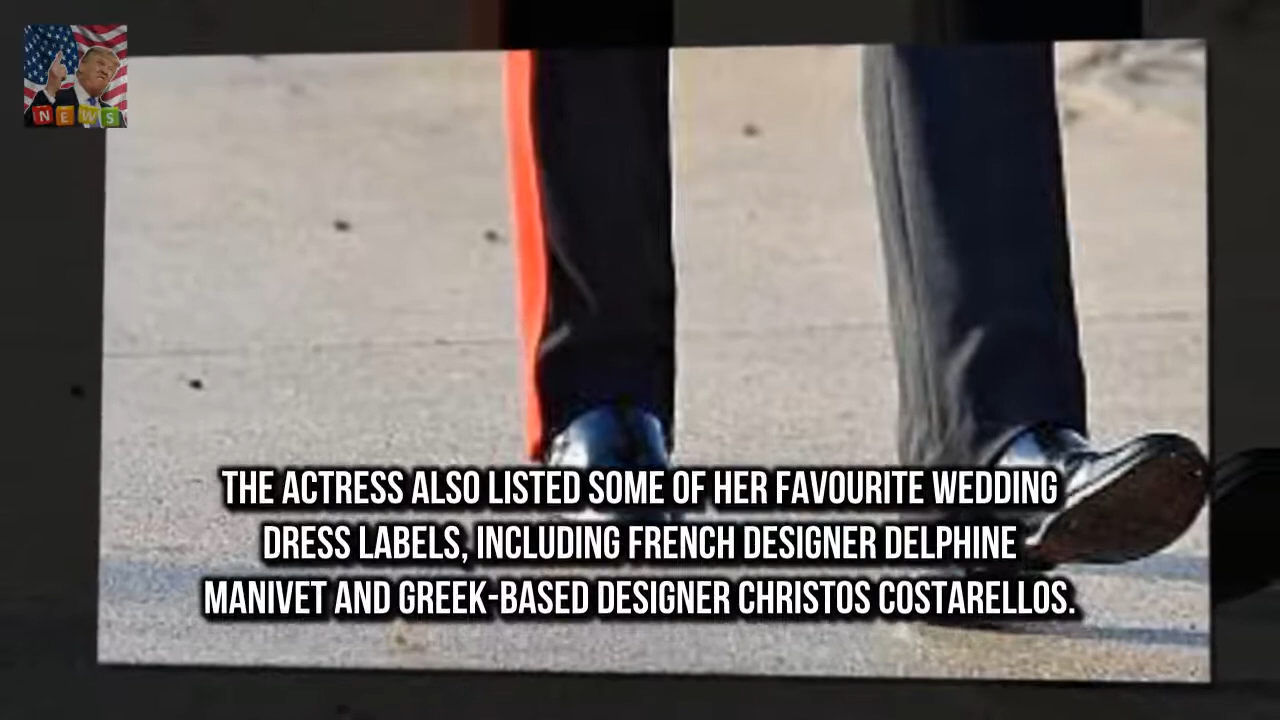 NEWS
THE ACTRESS ALSO LISTED SOME OF HER FAVOURITE WEDDING
DRESS LABELS, INCLUDING FRENCH DESIGNER DELPHINE
MANIVET AND GREEK-BASED DESIGNER CHRISTOS COSTARELLOS.